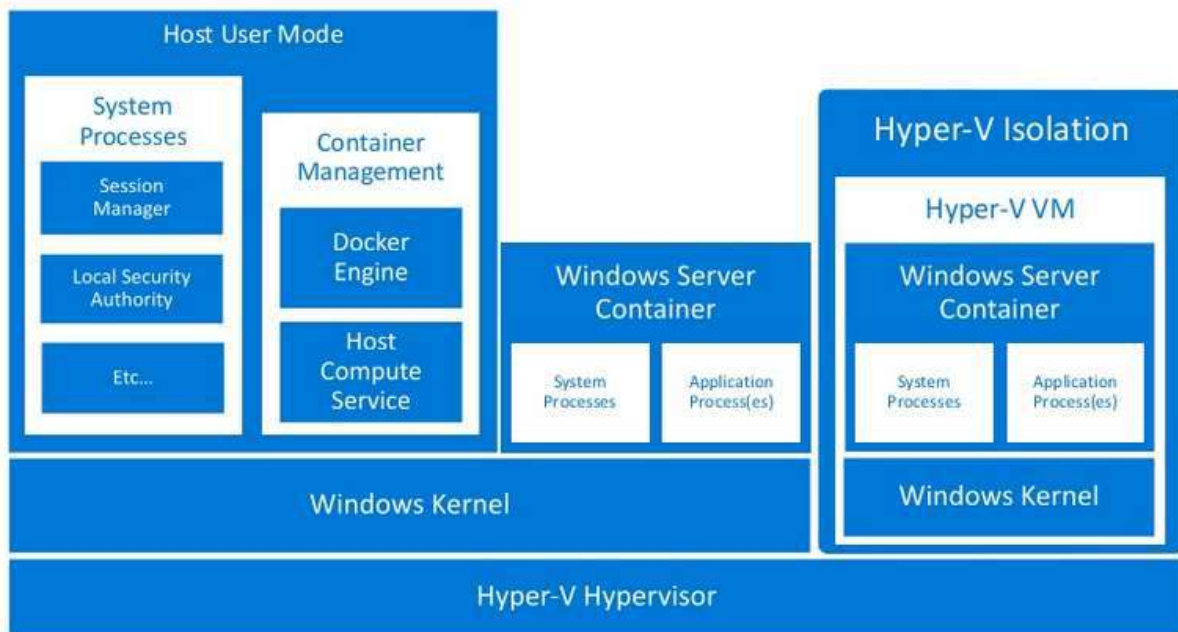 Host User Mode
System
Processes
Session
Manager
Local Security
Authority
Etc...
Container
Management
Docker
Engine
Host
Compute
Service
Windows Server
Container
System
Processes
Application
Process(es)
Hyper-V Isolation
Hyper-V VM
Windows Server
Container
System
Processes
Application
Process(es)
Windows Kernel
Windows Kernel
Hyper-V Hypervisor